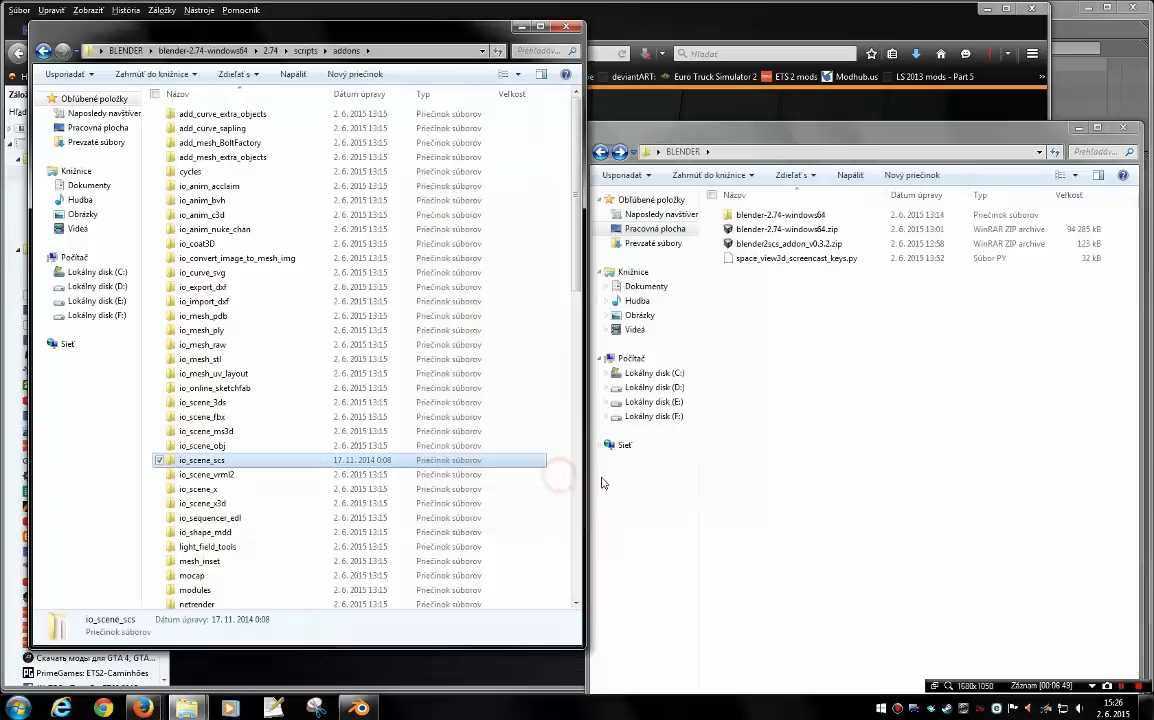 Súbor Upraviť Zobraziť História Záložky Nástroje Pomocník
BLENDER blender-2.74-windows64 2.74 scripts addons
Prehľadáv...
Hľadať
Usporiadať Zahrnúť do knižnice Zdieľať s Napáliť Nový priečinok
deviantART: Euro Truck Simulator 2 ETS 2 mods Modhub.us LS 2013 mods - Part 5
Názov Dátum úpravy Typ Veľkosť
Obľúbené položky
Naposledy navštíver
Pracovná plocha
Prevzaté súbory
Knižnice
Dokumenty
Hudba
Obrázky
Videá
Počítač
Lokálny disk (C:)
Lokálny disk (D:)
Lokálny disk (E:)
Lokálny disk (F:)
Sieť
add_curve_extra_objects 2. 6. 2015 13:15 Priečinok súborov
add_curve_sapling 2. 6. 2015 13:15 Priečinok súborov
add_mesh_BoltFactory 2. 6. 2015 13:15 Priečinok súborov
add_mesh_extra_objects 2. 6. 2015 13:15 Priečinok súborov
cycles 2. 6. 2015 13:15 Priečinok súborov
io_anim_acclaim 2. 6. 2015 13:15 Priečinok súborov
io_anim_bvh 2. 6. 2015 13:15 Priečinok súborov
io_anim_c3d 2. 6. 2015 13:15 Priečinok súborov
io_anim_nuke_chan 2. 6. 2015 13:15 Priečinok súborov
io_coat3D 2. 6. 2015 13:15 Priečinok súborov
io_convert_image_to_mesh_img 2. 6. 2015 13:15 Priečinok súborov
io_curve_svg 2. 6. 2015 13:15 Priečinok súborov
io_export_dxf 2. 6. 2015 13:15 Priečinok súborov
io_import_dxf 2. 6. 2015 13:15 Priečinok súborov
io_mesh_pdb 2. 6. 2015 13:15 Priečinok súborov
io_mesh_ply 2. 6. 2015 13:15 Priečinok súborov
io_mesh_raw 2. 6. 2015 13:15 Priečinok súborov
io_mesh_stl 2. 6. 2015 13:15 Priečinok súborov
io_mesh_uv_layout 2. 6. 2015 13:15 Priečinok súborov
io_online_sketchfab 2. 6. 2015 13:15 Priečinok súborov
io_scene_3ds 2. 6. 2015 13:15 Priečinok súborov
io_scene_fbx 2. 6. 2015 13:15 Priečinok súborov
io_scene_ms3d 2. 6. 2015 13:15 Priečinok súborov
io_scene_obj 2. 6. 2015 13:15 Priečinok súborov
io_scene_scs 17. 11. 2014 0:08 Priečinok súborov
io_scene_vrml2 2. 6. 2015 13:15 Priečinok súborov
io_scene_x 2. 6. 2015 13:15 Priečinok súborov
io_scene_x3d 2. 6. 2015 13:15 Priečinok súborov
io_sequencer_edl 2. 6. 2015 13:15 Priečinok súborov
io_shape_mdd 2. 6. 2015 13:15 Priečinok súborov
light_field_tools 2. 6. 2015 13:15 Priečinok súborov
mesh_inset 2. 6. 2015 13:15 Priečinok súborov
mocap 2. 6. 2015 13:15 Priečinok súborov
modules 2. 6. 2015 13:15 Priečinok súborov
netrender 2. 6. 2015 13:15 Priečinok súborov
io_scene_scs Dátum úpravy: 17. 11. 2014 0:08
Priečinok súborov
BLENDER
Prehľadáv...
Usporiadať Zahrnúť do knižnice Zdieľať s Napáliť Nový priečinok
Názov Dátum úpravy Typ Veľkosť
Obľúbené položky
Naposledy navštíver
Pracovná plocha
Prevzaté súbory
Knižnice
Dokumenty
Hudba
Obrázky
Videá
Počítač
Lokálny disk (C:)
Lokálny disk (D:)
Lokálny disk (E:)
Lokálny disk (F:)
Sieť
blender-2.74-windows64 2. 6. 2015 13:14 Priečinok súborov
blender-2.74-windows64.zip 2. 6. 2015 13:01 WinRAR ZIP archive 94 285 kB
blender2scs_addon_v0.3.2.zip 2. 6. 2015 12:58 WinRAR ZIP archive 123 kB
space_view3d_screencast_keys.py 2. 6. 2015 13:52 Súbor PY 32 kB
Скачать моды для GTA 4, GTA...
PrimeGames: ETS2-Caminhões
1680x1050 Záznam [00:06:49]
15:26
2. 6. 2015